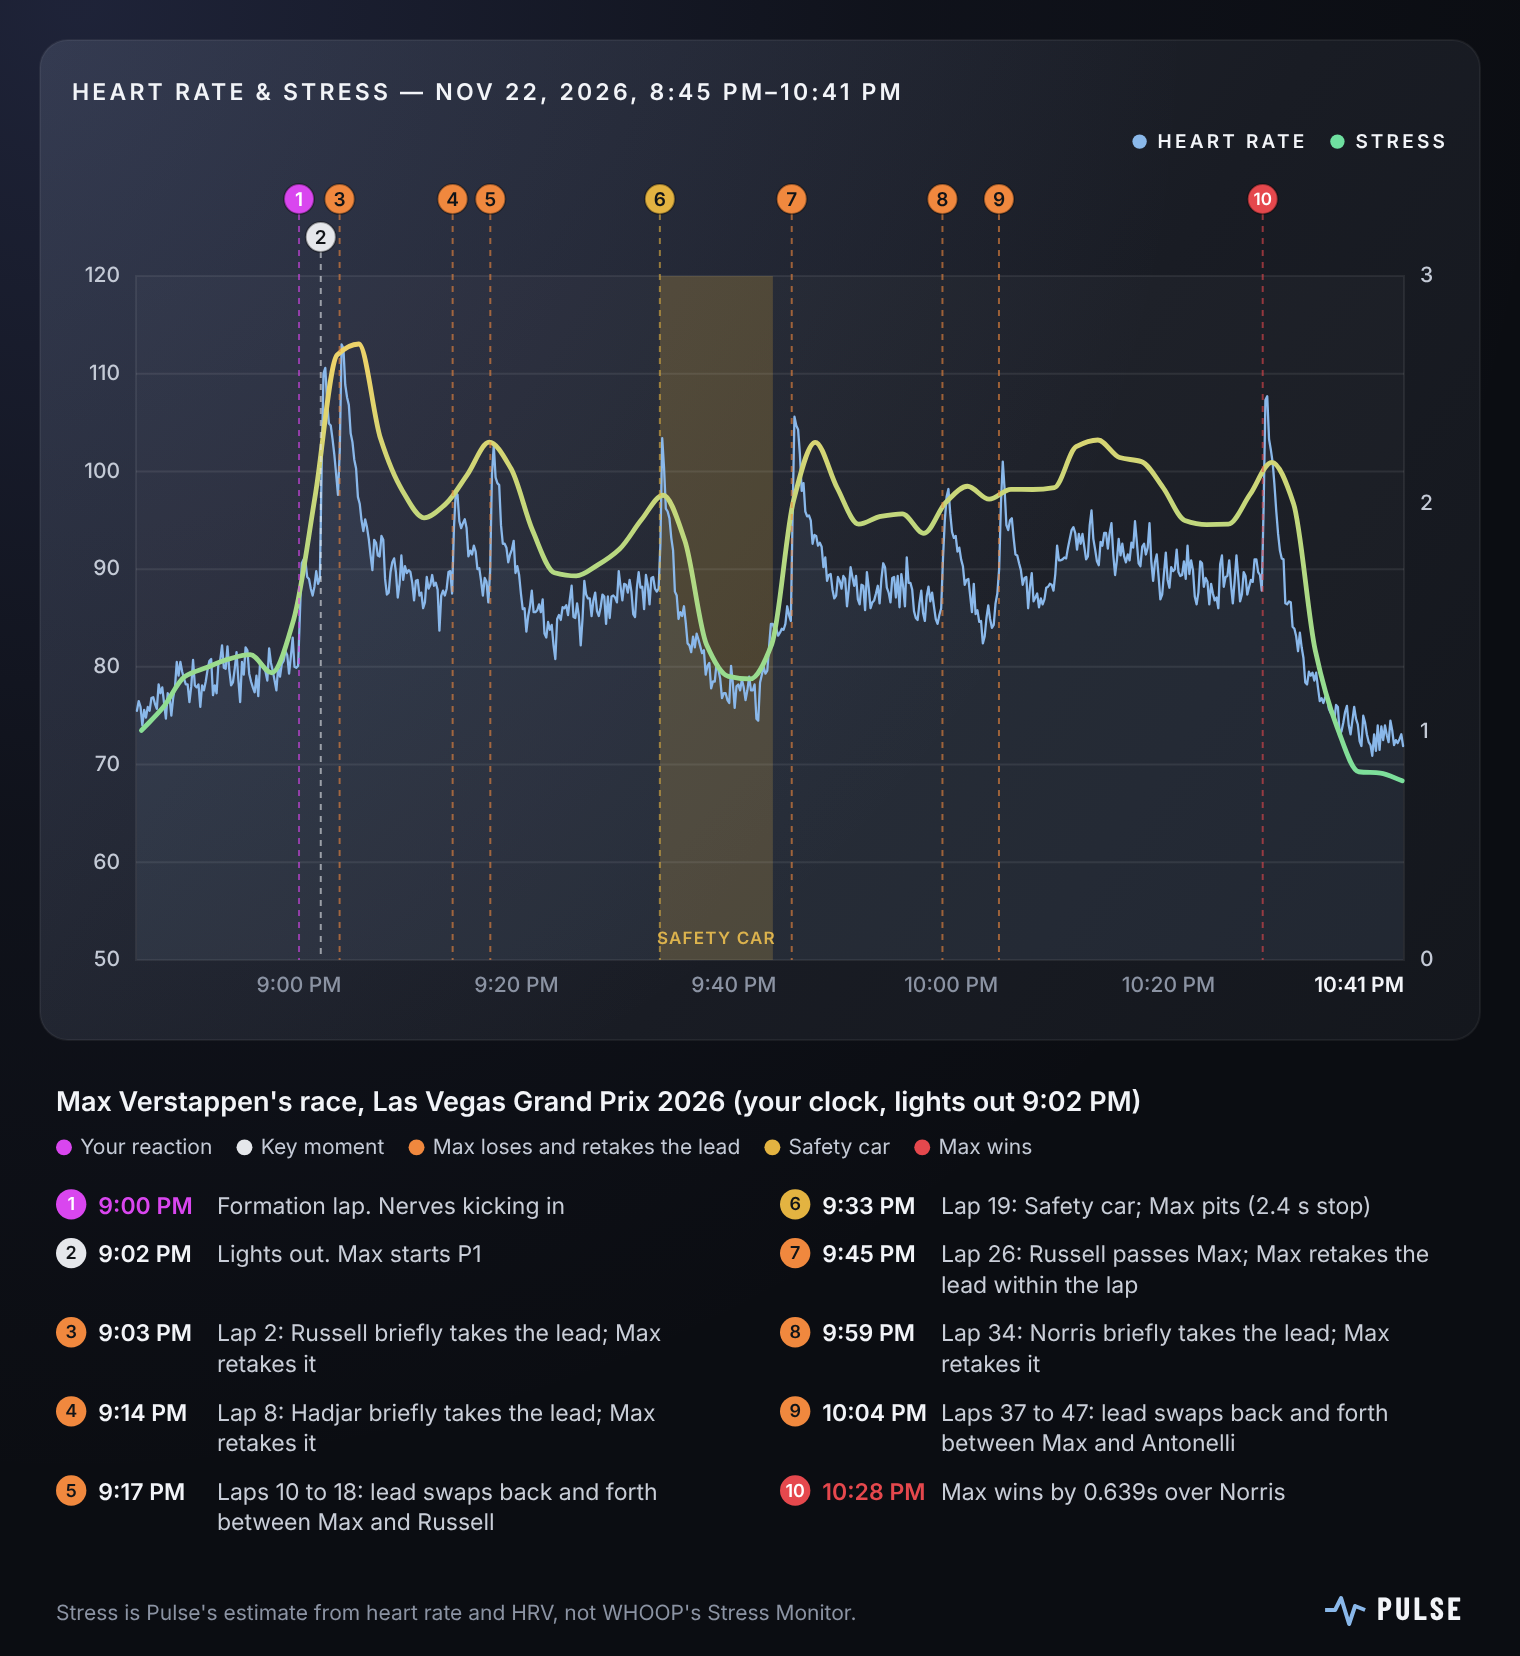 HEART RATE & STRESS — NOV 22, 2026, 8:45 PM–10:41 PM
HEART RATE
STRESS
1
3
4
5
6
7
8
9
10
2
120
110
100
90
80
70
60
50
3
2
1
0
SAFETY CAR
9:00 PM
9:20 PM
9:40 PM
10:00 PM
10:20 PM
10:41 PM
Max Verstappen's race, Las Vegas Grand Prix 2026 (your clock, lights out 9:02 PM)
Your reaction
Key moment
Max loses and retakes the lead
Safety car
Max wins
1 9:00 PM Formation lap. Nerves kicking in
2 9:02 PM Lights out. Max starts P1
3 9:03 PM Lap 2: Russell briefly takes the lead; Max
retakes it
4 9:14 PM Lap 8: Hadjar briefly takes the lead; Max
retakes it
5 9:17 PM Laps 10 to 18: lead swaps back and forth
between Max and Russell
6 9:33 PM Lap 19: Safety car; Max pits (2.4 s stop)
7 9:45 PM Lap 26: Russell passes Max; Max retakes the
lead within the lap
8 9:59 PM Lap 34: Norris briefly takes the lead; Max
retakes it
9 10:04 PM Laps 37 to 47: lead swaps back and forth
between Max and Antonelli
10 10:28 PM Max wins by 0.639s over Norris
Stress is Pulse's estimate from heart rate and HRV, not WHOOP's Stress Monitor.
PULSE